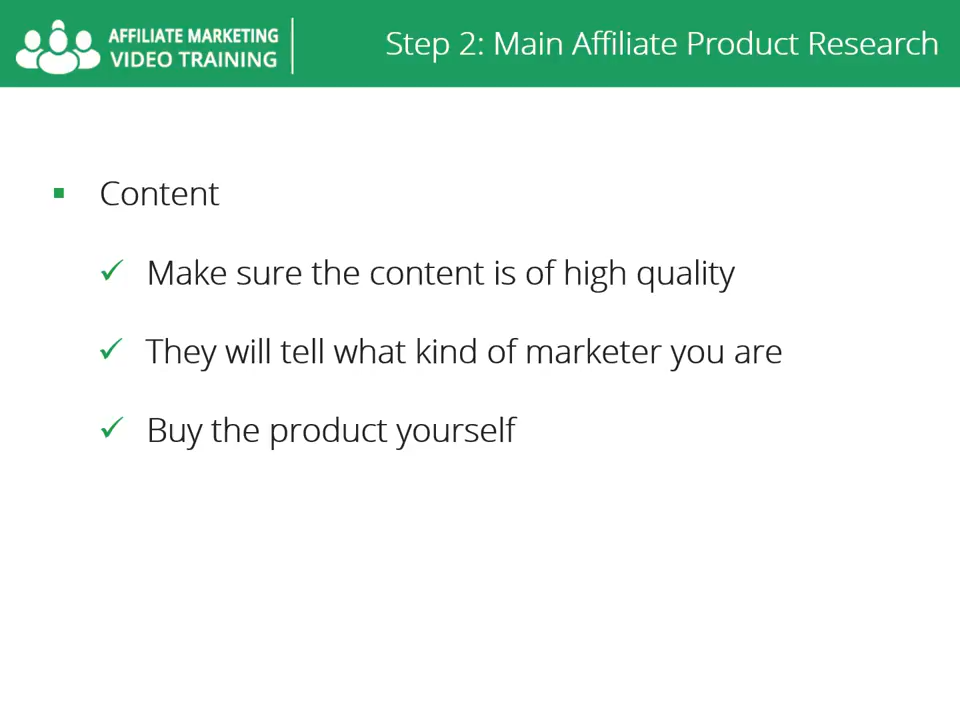 AFFILIATE MARKETING
VIDEO TRAINING
Step 2: Main Affiliate Product Research
Content
Make sure the content is of high quality
They will tell what kind of marketer you are
Buy the product yourself